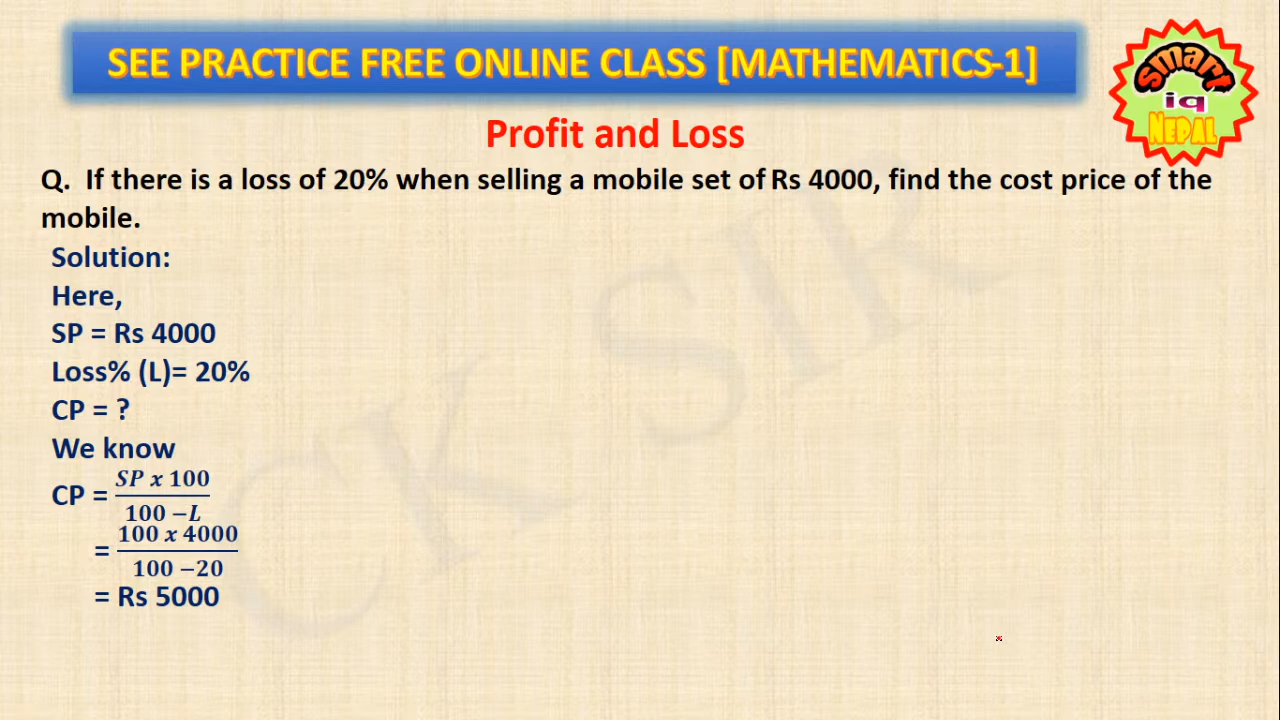 SEE PRACTICE FREE ONLINE CLASS [MATHEMATICS-1]
smart
iq
NEPAL
Profit and Loss
Q. If there is a loss of 20% when selling a mobile set of Rs 4000, find the cost price of the
mobile.
Solution:
Here,
SP = Rs 4000
Loss% (L)= 20%
CP = ?
We know
CP = SP x 100 / 100 –L
= 100 x 4000 / 100 –20
= Rs 5000
CK SIR